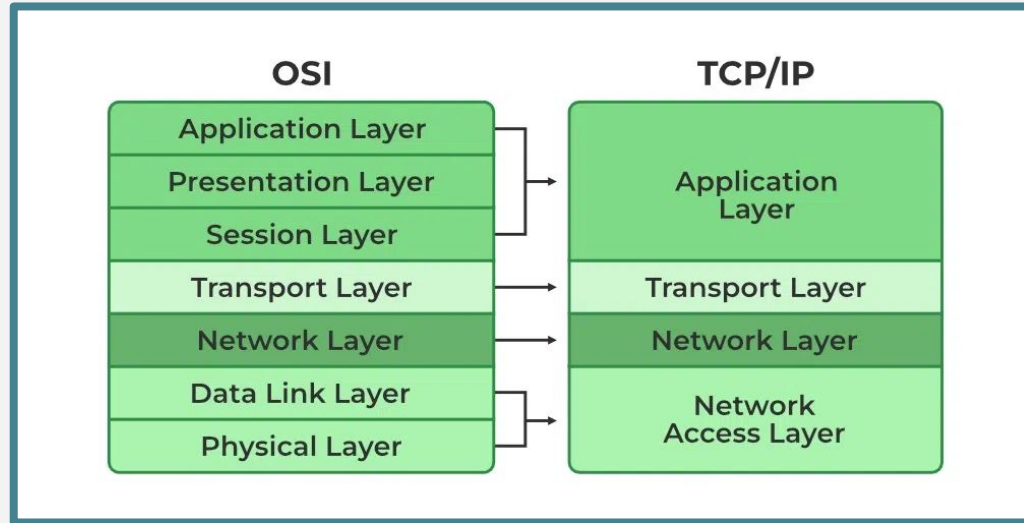 OSI
Application Layer
Presentation Layer
Session Layer
Transport Layer
Network Layer
Data Link Layer
Physical Layer
TCP/IP
Application
Layer
Transport Layer
Network Layer
Network
Access Layer